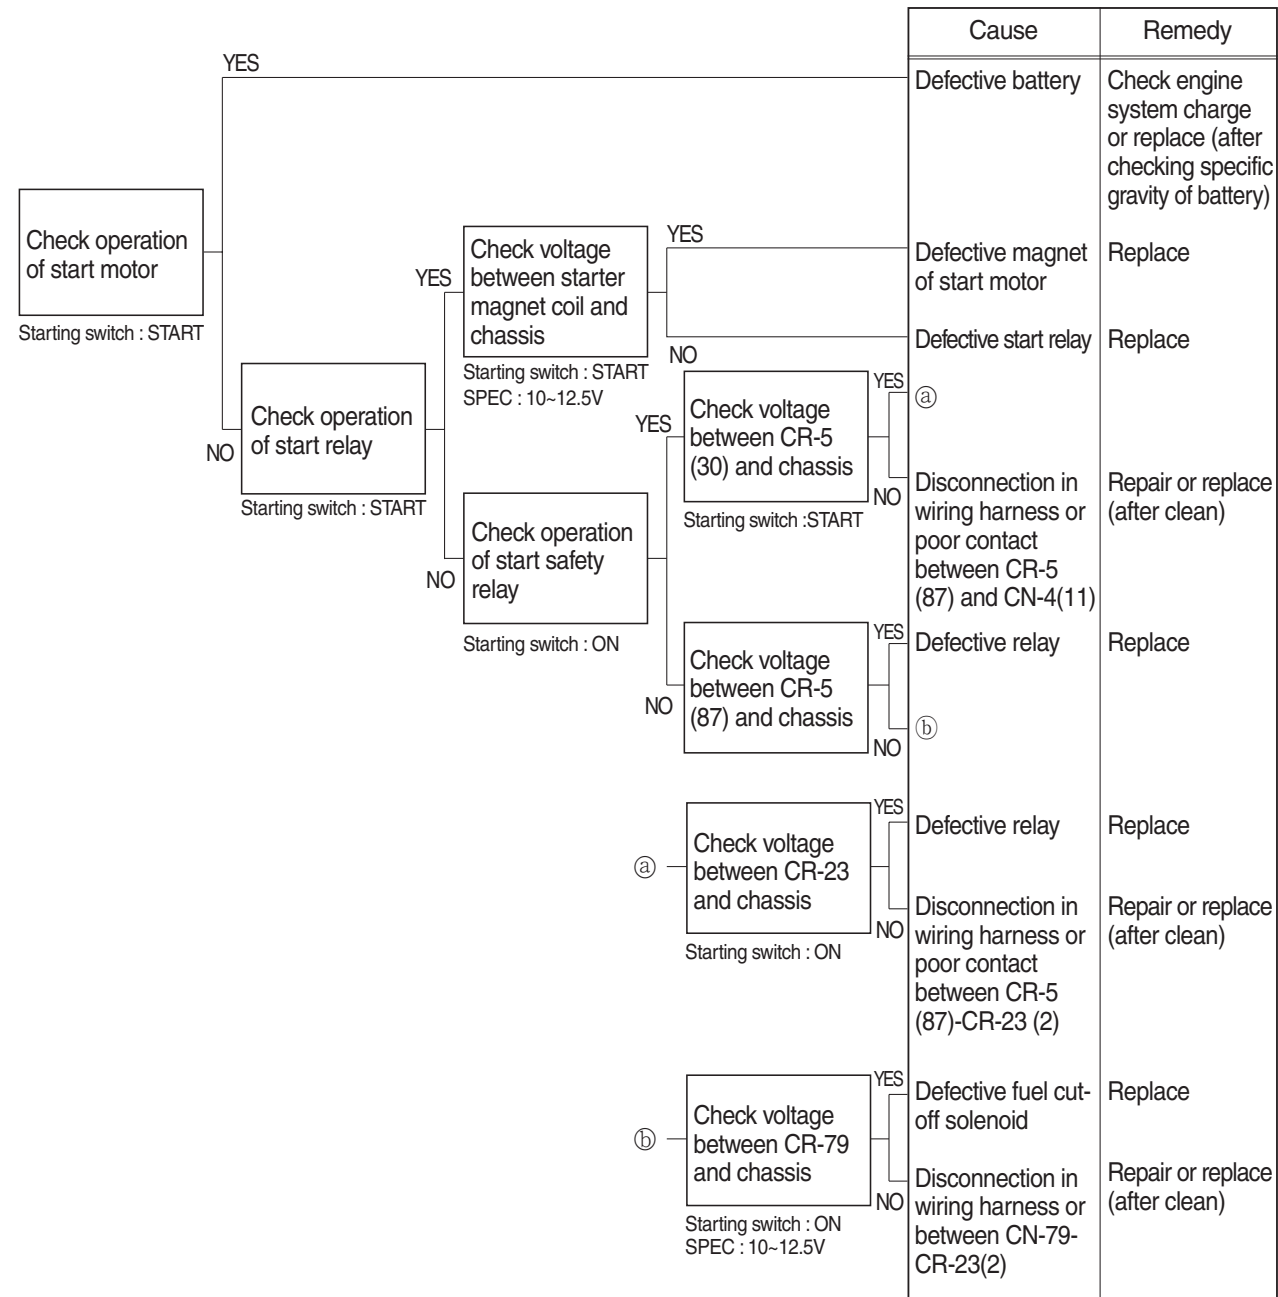 Cause
Remedy
YES
Defective battery
Check engine
system charge
or replace (after
checking specific
gravity of battery)
Check operation
of start motor
Starting switch : START
NO
Check operation
of start relay
Starting switch : START
YES
Check voltage
between starter
magnet coil and
chassis
Starting switch : START
SPEC : 10~12.5V
YES
Defective magnet
of start motor
Replace
NO
Defective start relay
Replace
NO
Check operation
of start safety
relay
Starting switch : ON
YES
Check voltage
between CR-5
(30) and chassis
Starting switch :START
YES
ⓐ
NO
Disconnection in
wiring harness or
poor contact
between CR-5
(87) and CN-4(11)
Repair or replace
(after clean)
NO
Check voltage
between CR-5
(87) and chassis
YES
Defective relay
Replace
NO
ⓑ
ⓐ
Check voltage
between CR-23
and chassis
Starting switch : ON
YES
Defective relay
Replace
NO
Disconnection in
wiring harness or
poor contact
between CR-5
(87)-CR-23 (2)
Repair or replace
(after clean)
ⓑ
Check voltage
between CR-79
and chassis
Starting switch : ON
SPEC : 10~12.5V
YES
Defective fuel cut-
off solenoid
Replace
NO
Disconnection in
wiring harness or
between CN-79-
CR-23(2)
Repair or replace
(after clean)